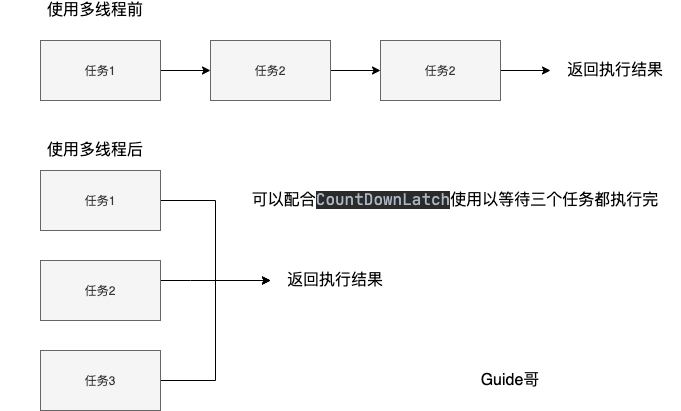 使用多线程前
任务1
任务2
任务2
返回执行结果
使用多线程后
任务1
可以配合CountDownLatch使用以等待三个任务都执行完
任务2
返回执行结果
任务3
Guide哥